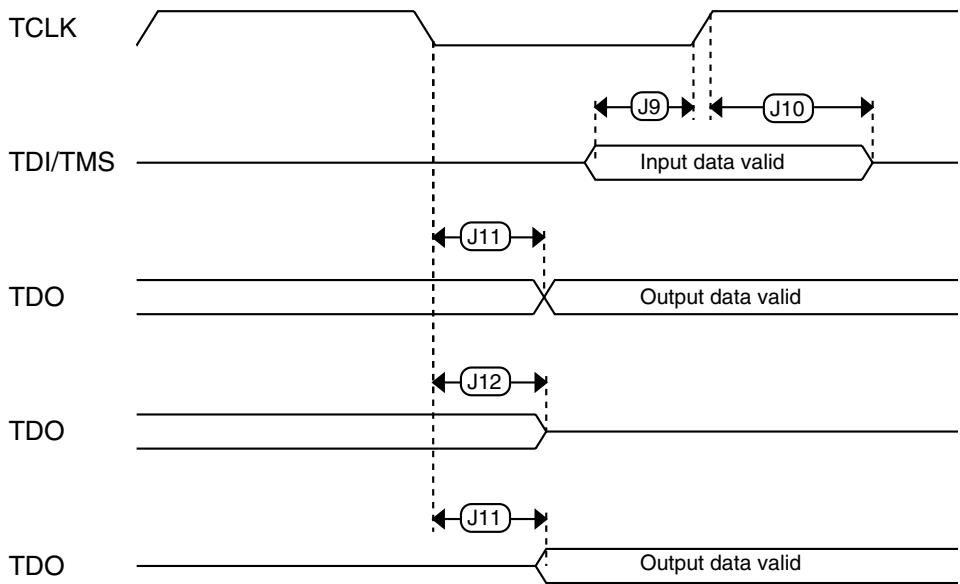 TCLK
J9
J10
TDI/TMS
Input data valid
J11
TDO
Output data valid
J12
TDO
J11
TDO
Output data valid